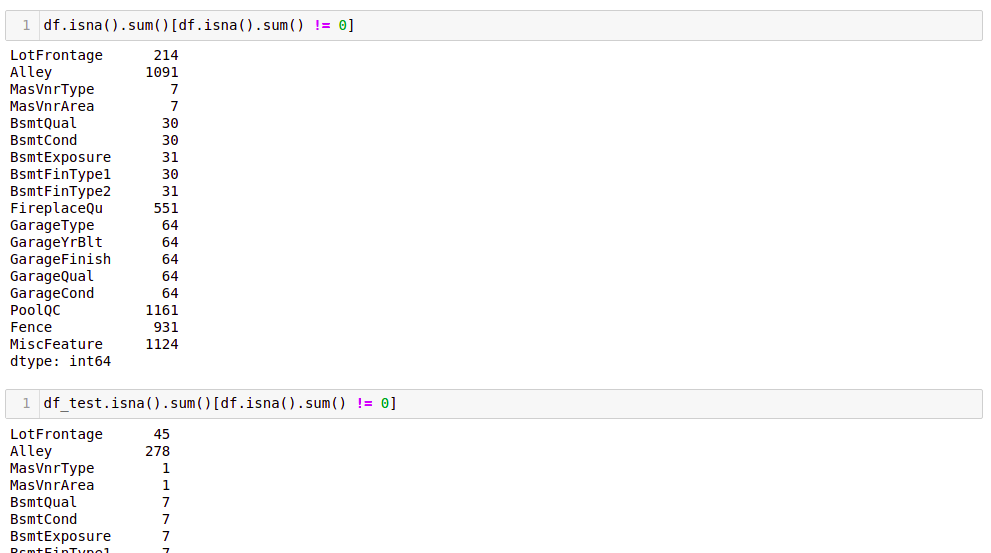 1 df.isna().sum()[df.isna().sum() != 0]
LotFrontage 214
Alley 1091
MasVnrType 7
MasVnrArea 7
BsmtQual 30
BsmtCond 30
BsmtExposure 31
BsmtFinType1 30
BsmtFinType2 31
FireplaceQu 551
GarageType 64
GarageYrBlt 64
GarageFinish 64
GarageQual 64
GarageCond 64
PoolQC 1161
Fence 931
MiscFeature 1124
dtype: int64
1 df_test.isna().sum()[df.isna().sum() != 0]
LotFrontage 45
Alley 278
MasVnrType 1
MasVnrArea 1
BsmtQual 7
BsmtCond 7
BsmtExposure 7
BsmtFinType1 7